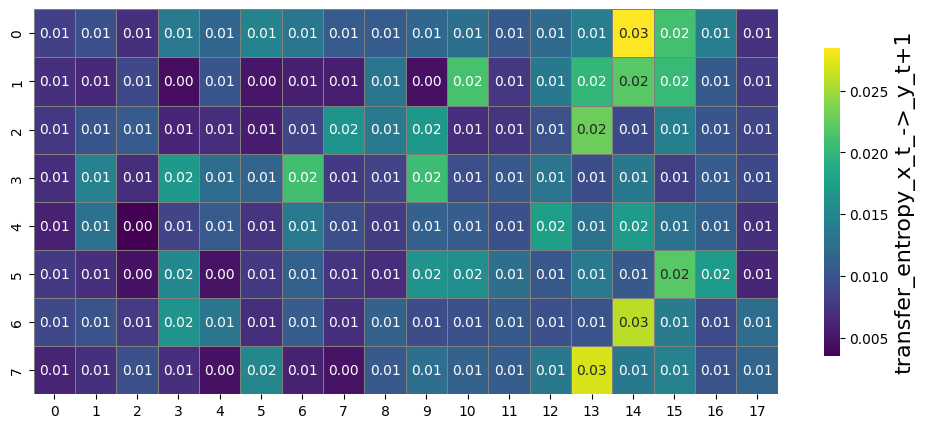 0 0.01 0.01 0.01 0.01 0.01 0.01 0.01 0.01 0.01 0.01 0.01 0.01 0.01 0.01 0.03 0.02 0.01 0.01
1 0.01 0.01 0.01 0.00 0.01 0.00 0.01 0.01 0.01 0.00 0.02 0.01 0.01 0.02 0.02 0.02 0.01 0.01
2 0.01 0.01 0.01 0.01 0.01 0.01 0.01 0.02 0.01 0.02 0.01 0.01 0.01 0.02 0.01 0.01 0.01 0.01
3 0.01 0.01 0.01 0.02 0.01 0.01 0.02 0.01 0.01 0.02 0.01 0.01 0.01 0.01 0.01 0.01 0.01 0.01
4 0.01 0.01 0.00 0.01 0.01 0.01 0.01 0.01 0.01 0.01 0.01 0.01 0.02 0.01 0.02 0.01 0.01 0.01
5 0.01 0.01 0.00 0.02 0.00 0.01 0.01 0.01 0.01 0.02 0.02 0.01 0.01 0.01 0.01 0.02 0.02 0.01
6 0.01 0.01 0.01 0.02 0.01 0.01 0.01 0.01 0.01 0.01 0.01 0.01 0.01 0.01 0.03 0.01 0.01 0.01
7 0.01 0.01 0.01 0.01 0.00 0.02 0.01 0.00 0.01 0.01 0.01 0.01 0.01 0.03 0.01 0.01 0.01 0.01
0 1 2 3 4 5 6 7 8 9 10 11 12 13 14 15 16 17
0.025
0.020
0.015
0.010
0.005
transfer_entropy_x_t_->_y_t+1